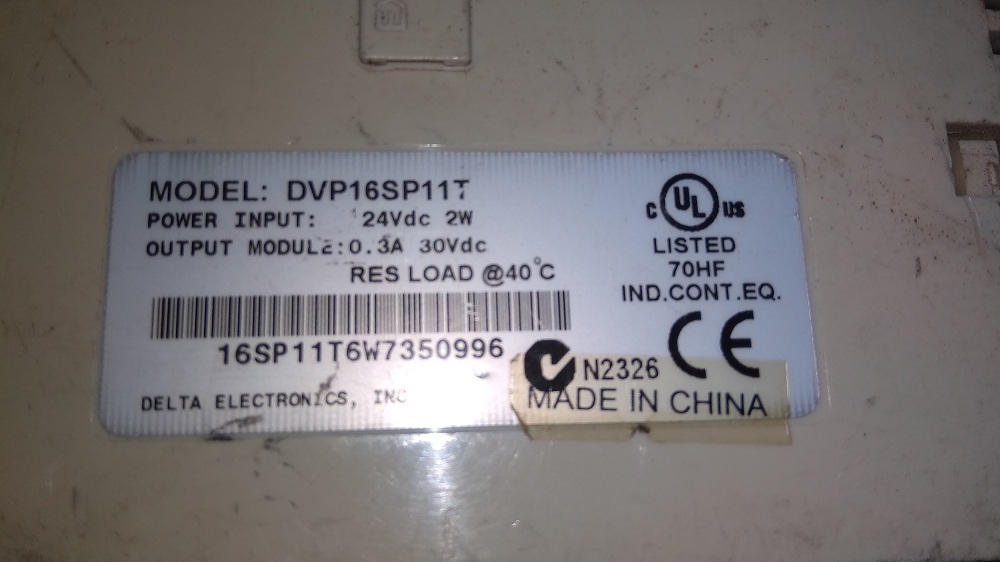 MODEL: DVP16SP11T
POWER INPUT: 24Vdc 2W
OUTPUT MODULE:0.3A 30Vdc
RES LOAD @40°C
16SP11T6W7350996
DELTA ELECTRONICS, INC
C UL US
LISTED
70HF
IND.CONT.EQ.
CE
N2326
MADE IN CHINA